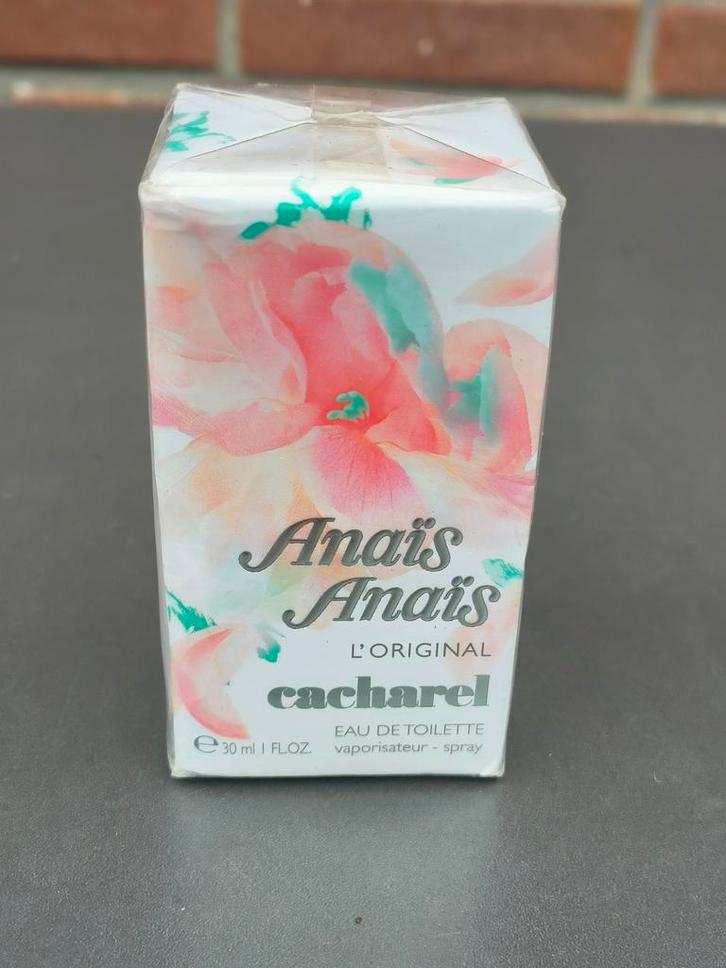 Anaïs
Anaïs
L'ORIGINAL
cacharel
EAU DE TOILETTE
℮ 30 ml 1 FL.OZ. vaporisateur - spray